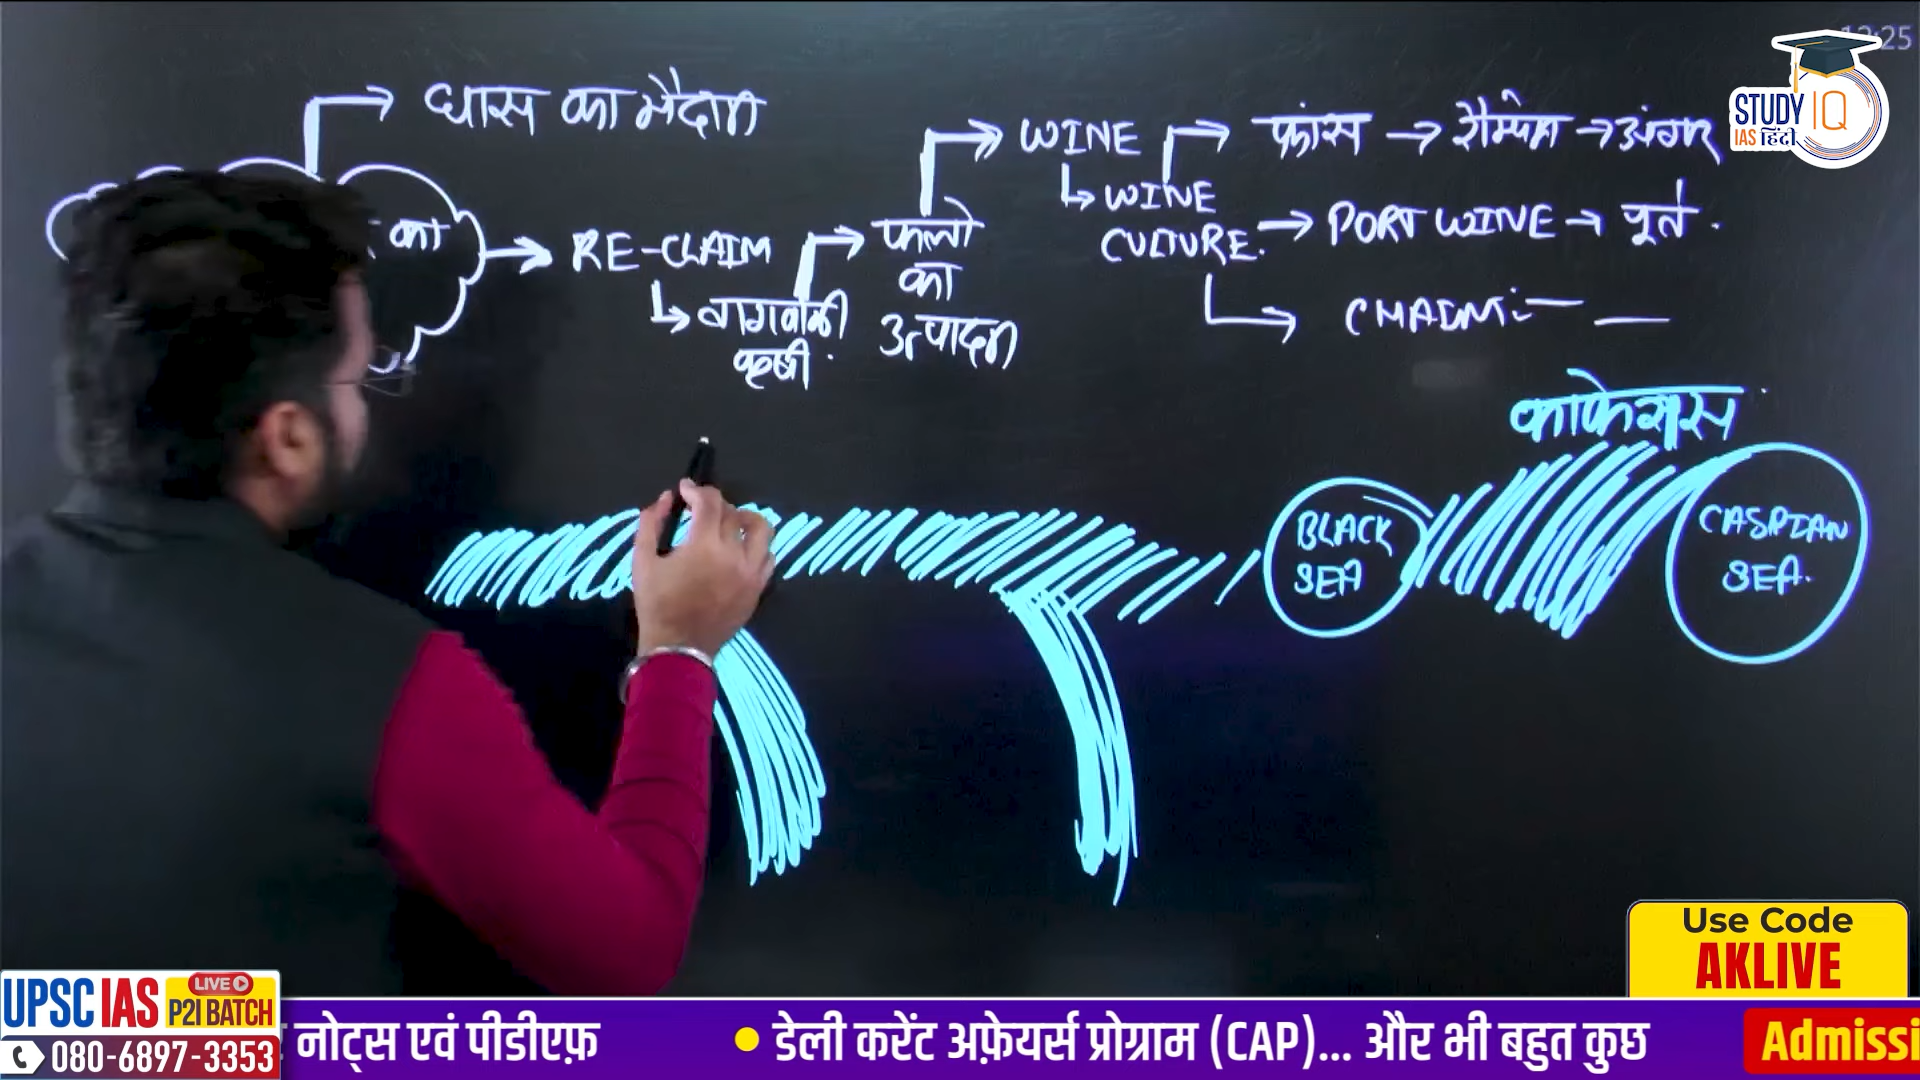 12:25
STUDY IQ
IAS हिंदी
घास का मैदान
WINE
फ्रांस → शैम्पेन → अंगूर
WINE CULTURE.
PORT WINE → पुर्त.
का
RE-CLAIM
फलो का उत्पादन
बागवानी कृषी.
काकेशस
BLACK SEA
CASPIAN SEA.
Use Code
AKLIVE
UPSC IAS
LIVE
P2I BATCH
080-6897-3353
नोट्स एवं पीडीएफ़
• डेली करेंट अफ़ेयर्स प्रोग्राम (CAP)... और भी बहुत कुछ
Admissi